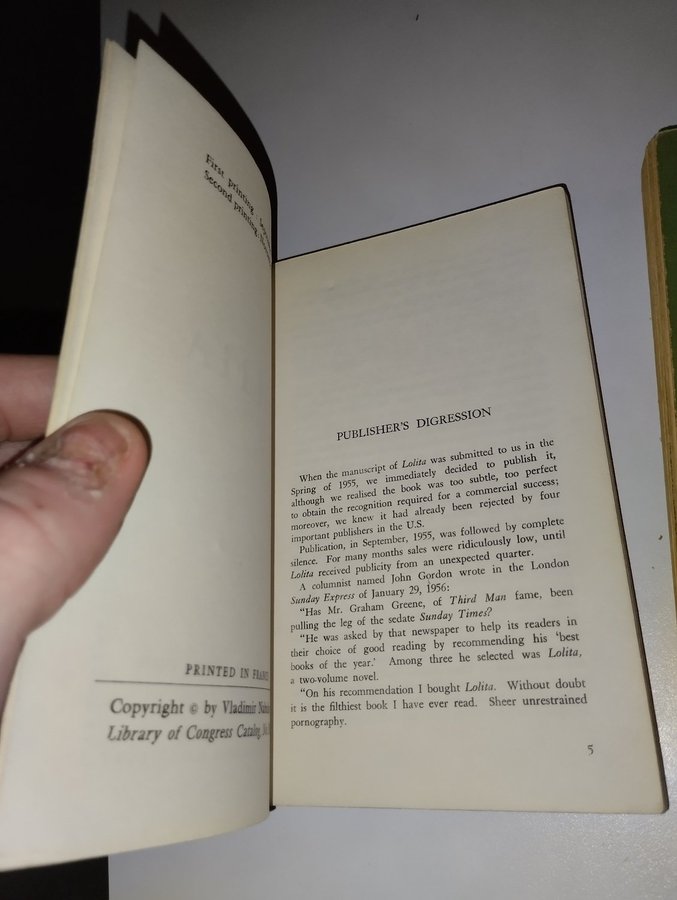 First printing
Second printing
PRINTED IN
Copyright © by Vladimir
Library of Congress Catalog
PUBLISHER'S DIGRESSION
When the manuscript of Lolita was submitted to us in the
Spring of 1955, we immediately decided to publish it,
although we realised the book was too subtle, too perfect
to obtain the recognition required for a commercial success;
moreover, we knew it had already been rejected by four
important publishers in the U.S.
Publication, in September, 1955, was followed by complete
silence. For many months sales were ridiculously low, until
Lolita received publicity from an unexpected quarter.
A columnist named John Gordon wrote in the London
Sunday Express of January 29, 1956:
"Has Mr. Graham Greene, of Third Man fame, been
pulling the leg of the sedate Sunday Times?
"He was asked by that newspaper to help its readers in
their choice of good reading by recommending his 'best
books of the year.' Among three he selected was Lolita,
a two-volume novel.
"On his recommendation I bought Lolita. Without doubt
it is the filthiest book I have ever read. Sheer unrestrained
pornography.
5